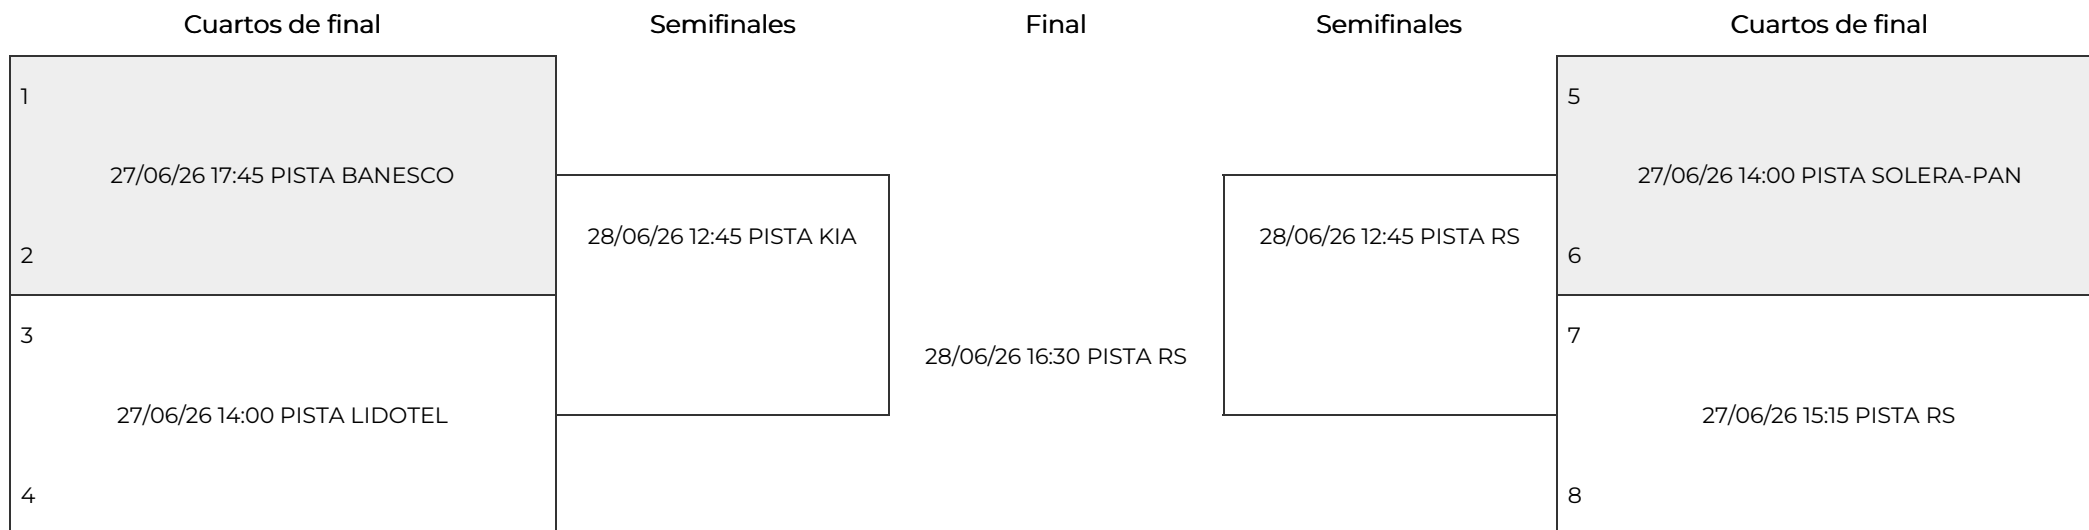 Cuartos de final
Semifinales
Final
Semifinales
Cuartos de final
1
27/06/26 17:45 PISTA BANESCO
2
3
27/06/26 14:00 PISTA LIDOTEL
4
28/06/26 12:45 PISTA KIA
28/06/26 16:30 PISTA RS
28/06/26 12:45 PISTA RS
5
27/06/26 14:00 PISTA SOLERA-PAN
6
7
27/06/26 15:15 PISTA RS
8